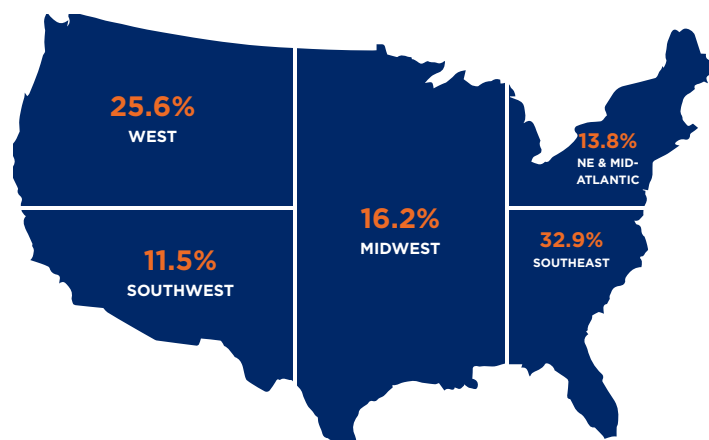 25.6%
WEST
13.8%
NE & MID-
ATLANTIC
16.2%
MIDWEST
32.9%
SOUTHEAST
11.5%
SOUTHWEST